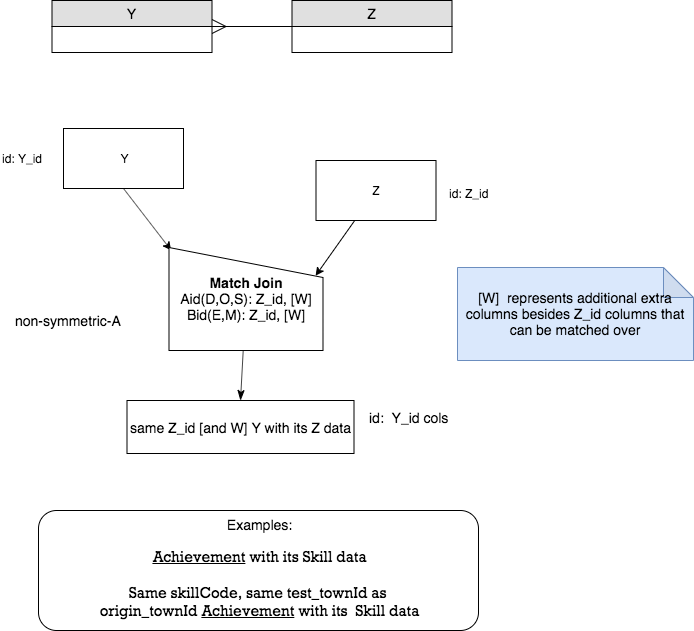 Y
Z
id: Y_id
Y
Z
id: Z_id
Match Join
Aid(D,O,S): Z_id, [W]
Bid(E,M): Z_id, [W]
non-symmetric-A
[W] represents additional extra
columns besides Z_id columns that
can be matched over
same Z_id [and W] Y with its Z data
id: Y_id cols
Examples:
Achievement with its Skill data
Same skillCode, same test_townId as
origin_townId Achievement with its Skill data